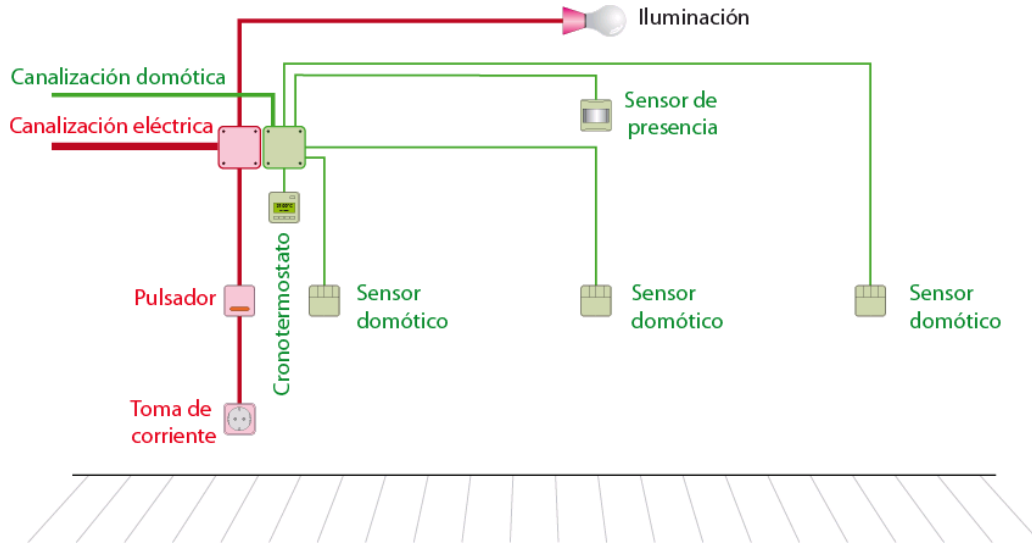 Iluminación
Canalización domótica
Canalización eléctrica
Sensor de
presencia
Cronotermostato
Pulsador
Sensor
domótico
Sensor
domótico
Sensor
domótico
Toma de
corriente